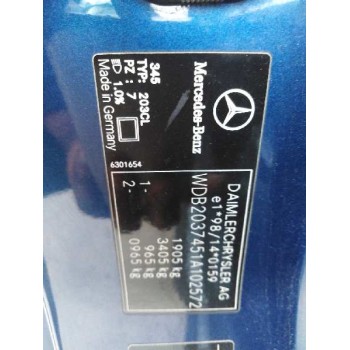 Mercedes-Benz
345
TYP: 203CL
PZ : 7
1.0%
Made in Germany
6301654
DAIMLERCHRYSLER AG
e1*98/14*0159
WDB2037451A102572
1905 kg
3405 kg
1: 965 kg
2: 0965 kg